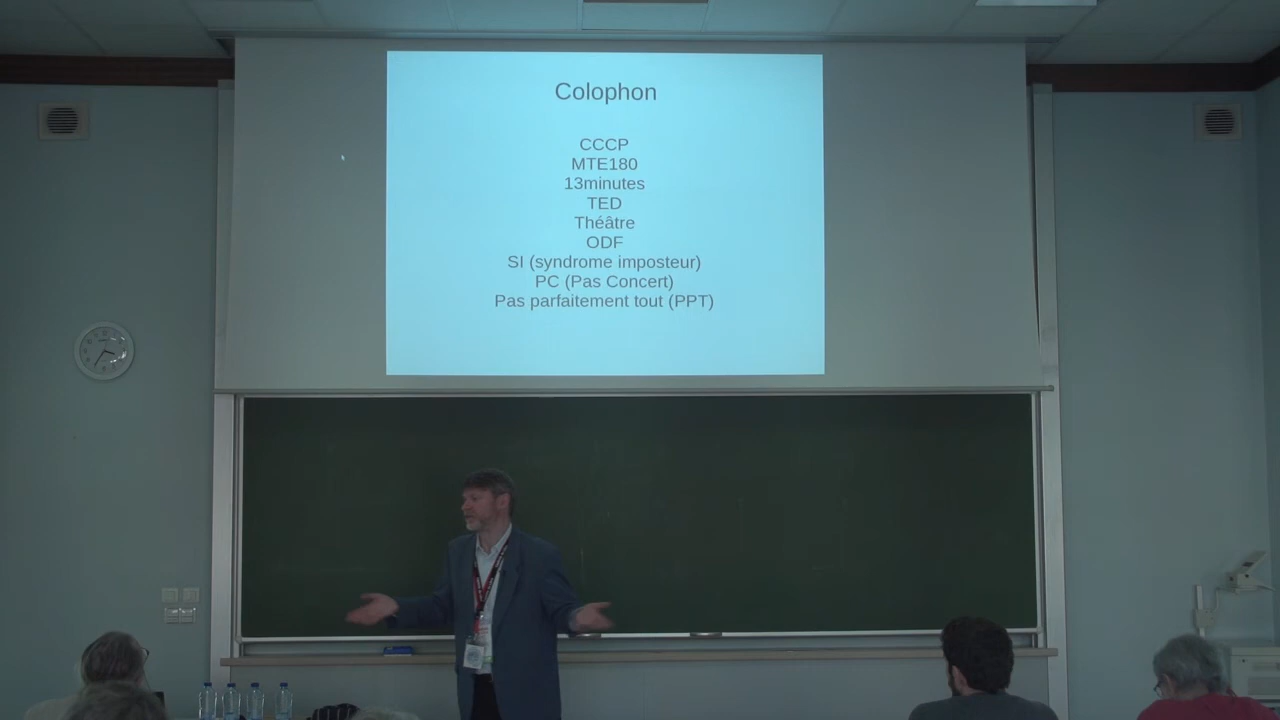 Colophon
CCCP
MTE180
13minutes
TED
Théâtre
ODF
SI (syndrome imposteur)
PC (Pas Concert)
Pas parfaitement tout (PPT)